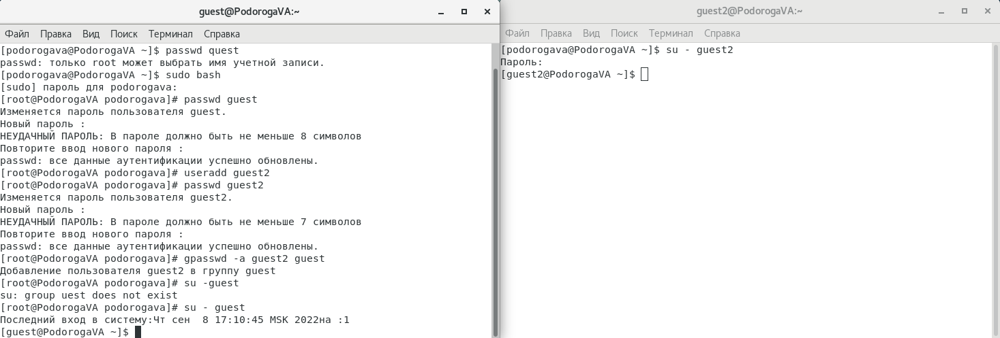 guest@PodorogaVA:~
Файл Правка Вид Поиск Терминал Справка
[podorogava@PodorogaVA ~]$ passwd quest
passwd: только root может выбрать имя учетной записи.
[podorogava@PodorogaVA ~]$ sudo bash
[sudo] пароль для podorogava:
[root@PodorogaVA podorogava]# passwd guest
Изменяется пароль пользователя guest.
Новый пароль :
НЕУДАЧНЫЙ ПАРОЛЬ: В пароле должно быть не меньше 8 символов
Повторите ввод нового пароля :
passwd: все данные аутентификации успешно обновлены.
[root@PodorogaVA podorogava]# useradd guest2
[root@PodorogaVA podorogava]# passwd guest2
Изменяется пароль пользователя guest2.
Новый пароль :
НЕУДАЧНЫЙ ПАРОЛЬ: В пароле должно быть не меньше 7 символов
Повторите ввод нового пароля :
passwd: все данные аутентификации успешно обновлены.
[root@PodorogaVA podorogava]# gpasswd -a guest2 guest
Добавление пользователя guest2 в группу guest
[root@PodorogaVA podorogava]# su -guest
su: group uest does not exist
[root@PodorogaVA podorogava]# su - guest
Последний вход в систему:Чт сен  8 17:10:45 MSK 2022на :1
[guest@PodorogaVA ~]$
guest2@PodorogaVA:~
Файл Правка Вид Поиск Терминал Справка
[podorogava@PodorogaVA ~]$ su - guest2
Пароль:
[guest2@PodorogaVA ~]$